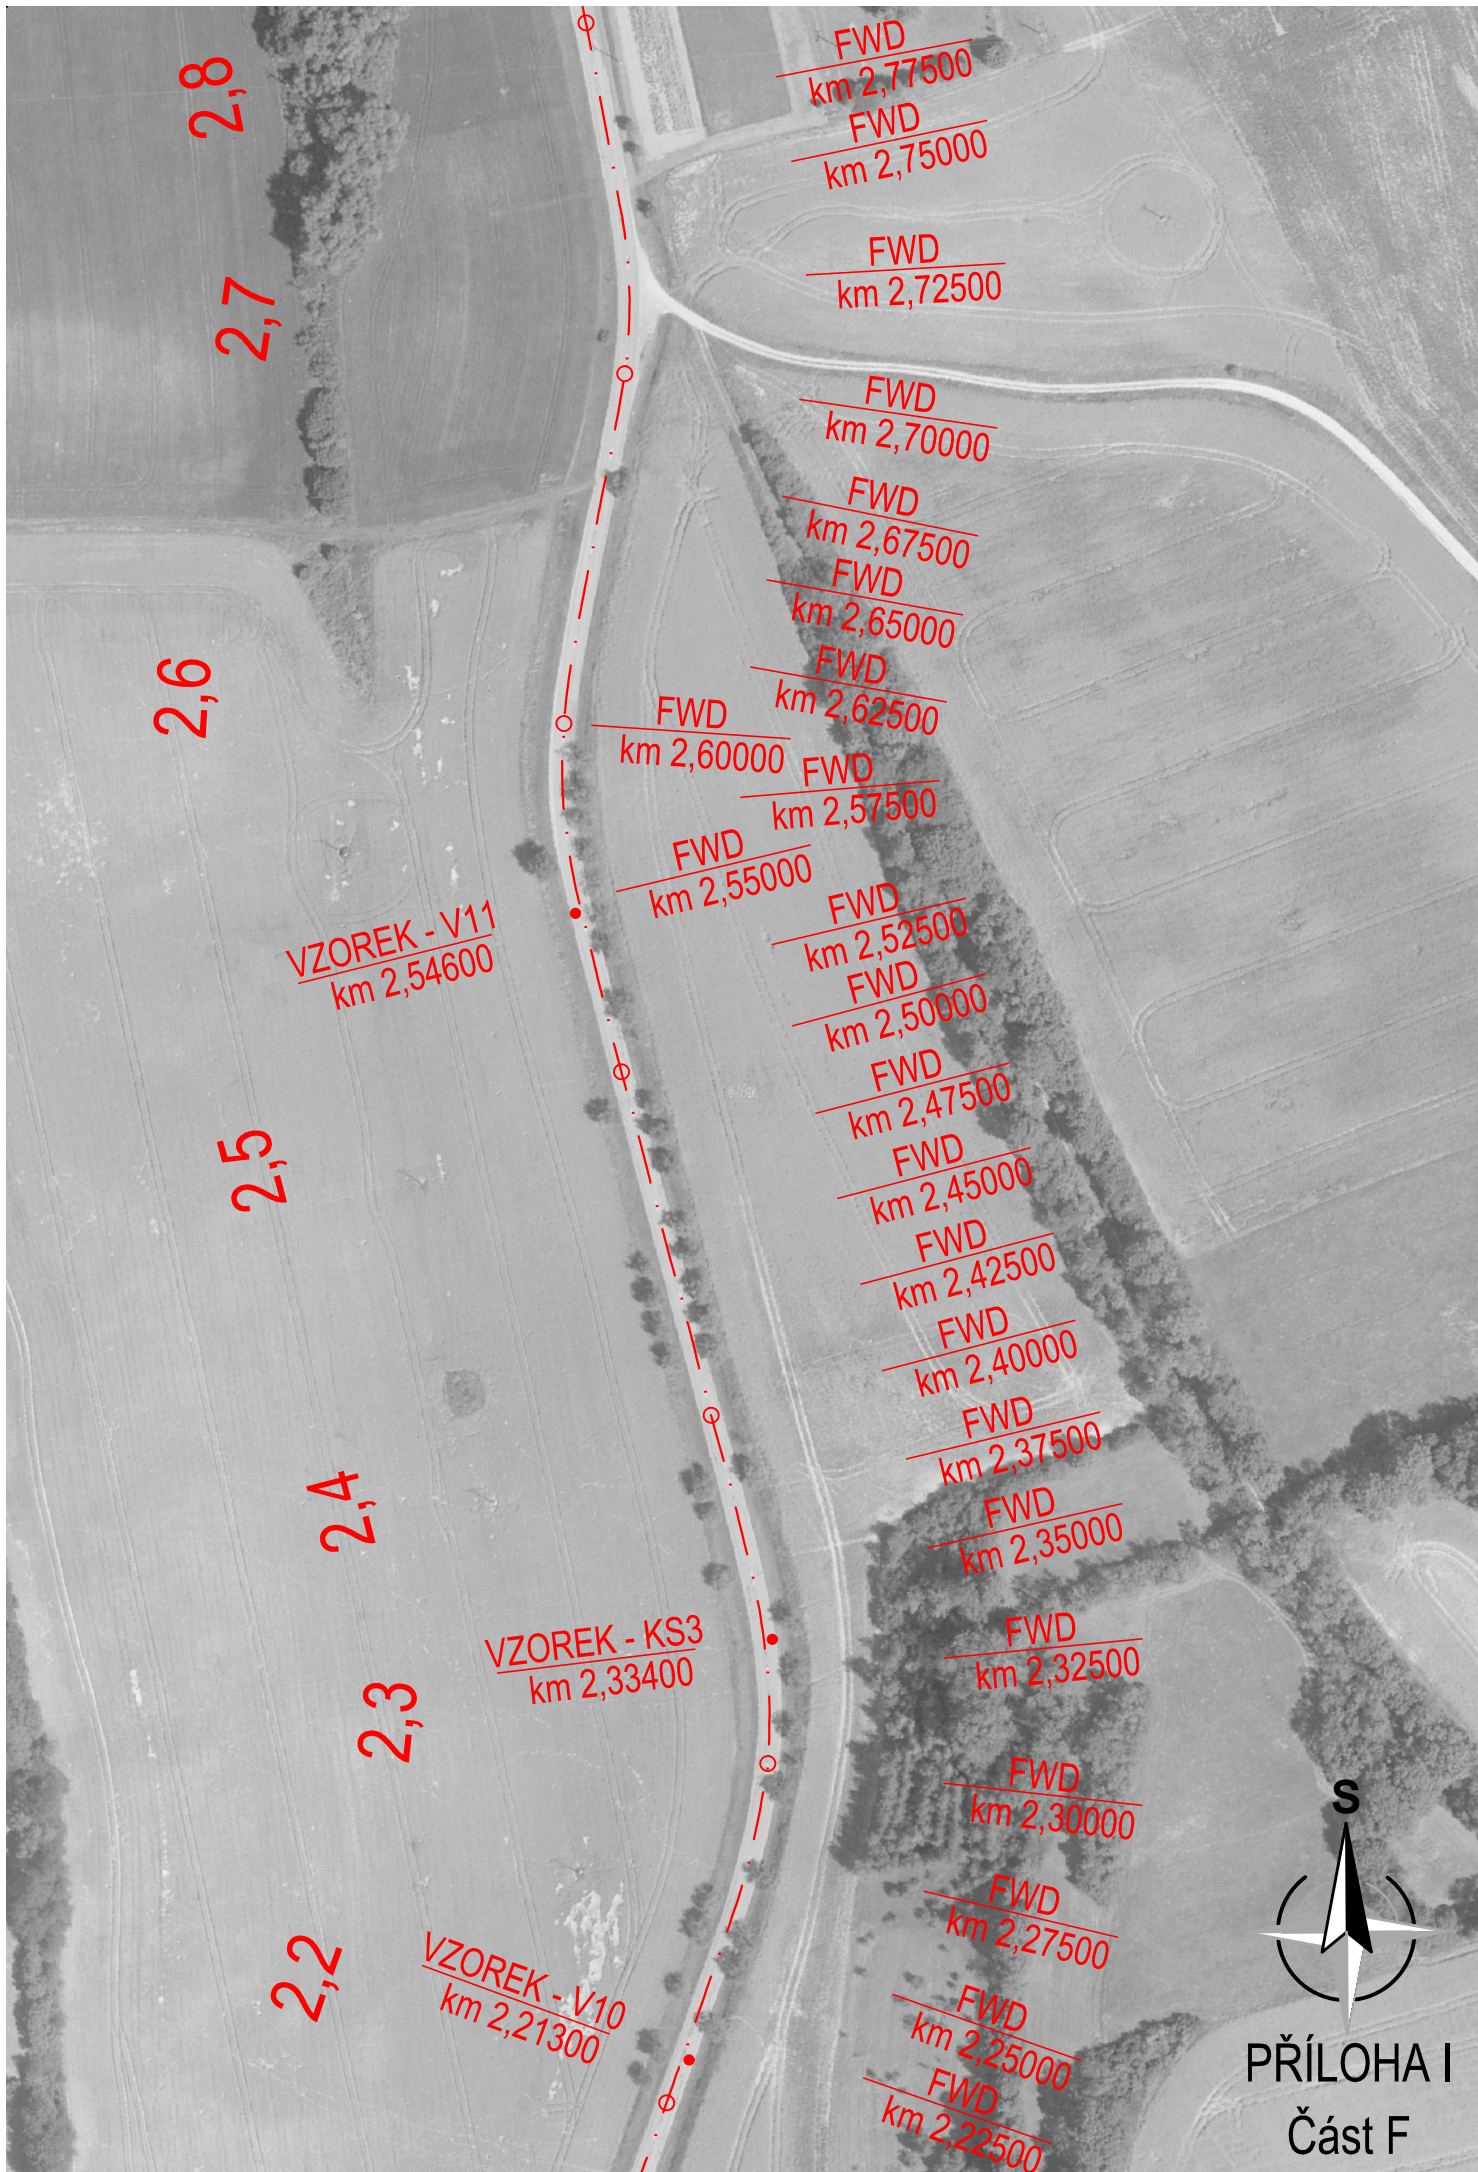 2,8
FWD
km 2,77500
FWD
km 2,75000
FWD
km 2,72500
2,7
FWD
km 2,70000
FWD
km 2,67500
FWD
km 2,65000
FWD
km 2,62500
2,6
FWD
km 2,60000
FWD
km 2,57500
FWD
km 2,55000
VZOREK - V11
km 2,54600
FWD
km 2,52500
FWD
km 2,50000
FWD
km 2,47500
2,5
FWD
km 2,45000
FWD
km 2,42500
FWD
km 2,40000
FWD
km 2,37500
2,4
FWD
km 2,35000
VZOREK - KS3
km 2,33400
FWD
km 2,32500
2,3
FWD
km 2,30000
FWD
km 2,27500
2,2
VZOREK - V10
km 2,21300
FWD
km 2,25000
FWD
km 2,22500
S
PŘÍLOHA I
Část F